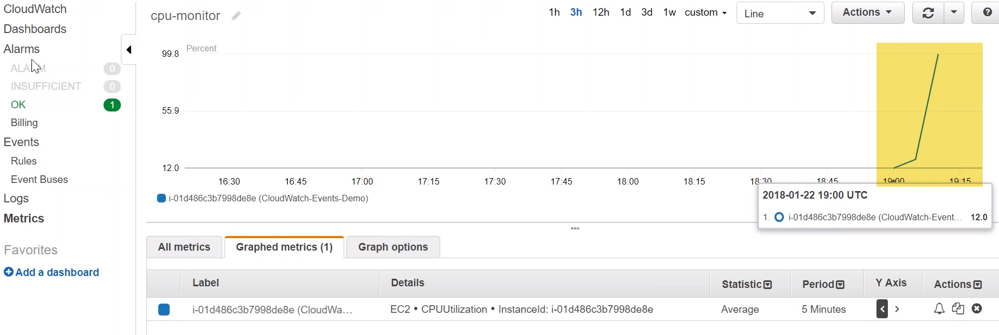 CloudWatch
Dashboards
Alarms
ALARM 0
INSUFFICIENT 0
OK 1
Billing
Events
Rules
Event Buses
Logs
Metrics
Favorites
Add a dashboard
cpu-monitor
1h 3h 12h 1d 3d 1w custom Line Actions
Percent
99.8
55.9
12.0
16:30 16:45 17:00 17:15 17:30 17:45 18:00 18:15 18:30 18:45 19:00 19:15
i-01d486c3b7998de8e (CloudWatch-Events-Demo)
2018-01-22 19:00 UTC
1. i-01d486c3b7998de8e (CloudWatch-Event... 12.0
All metrics Graphed metrics (1) Graph options
Label Details Statistic Period Y Axis Actions
i-01d486c3b7998de8e (CloudWa... EC2 • CPUUtilization • InstanceId: i-01d486c3b7998de8e Average 5 Minutes